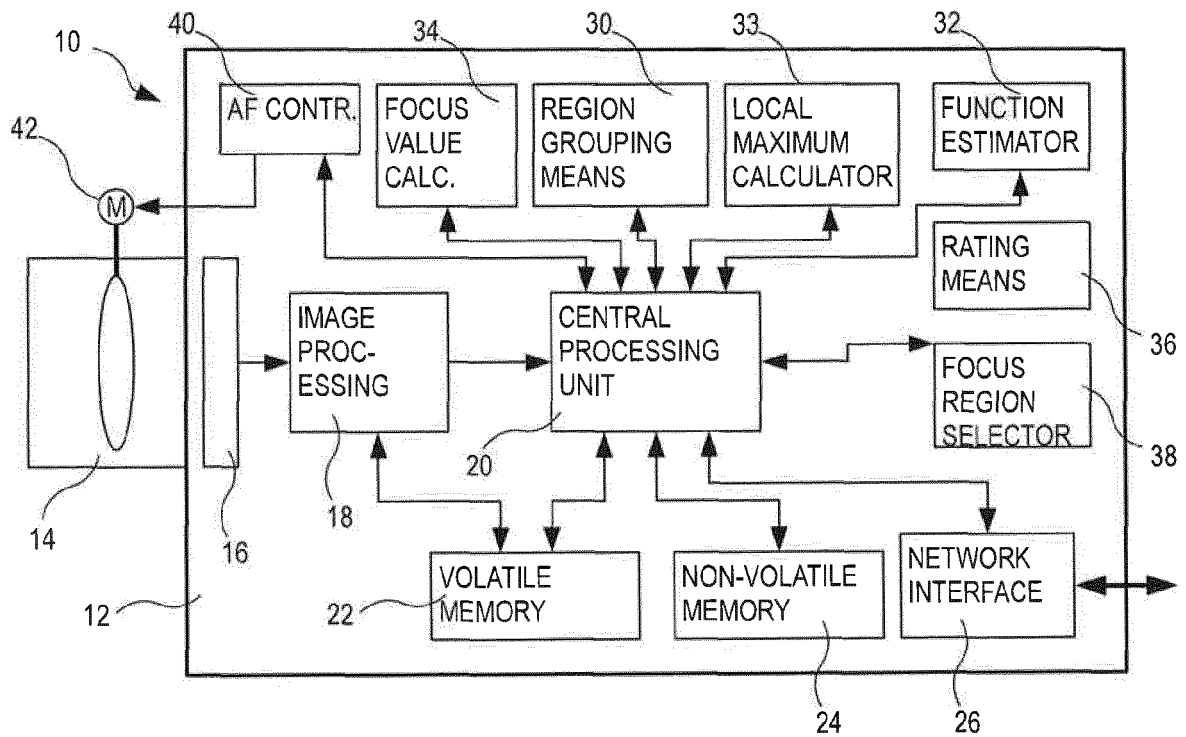 40
34
30
33
32
10
AF CONTR.
FOCUS
VALUE
CALC.
REGION
GROUPING
MEANS
LOCAL
MAXIMUM
CALCULATOR
FUNCTION
ESTIMATOR
42
M
RATING
MEANS
36
IMAGE
PROC-
ESSING
CENTRAL
PROCESSING
UNIT
FOCUS
REGION
SELECTOR
38
14
16
18
20
12
22
VOLATILE
MEMORY
NON-VOLATILE
MEMORY
NETWORK
INTERFACE
24
26